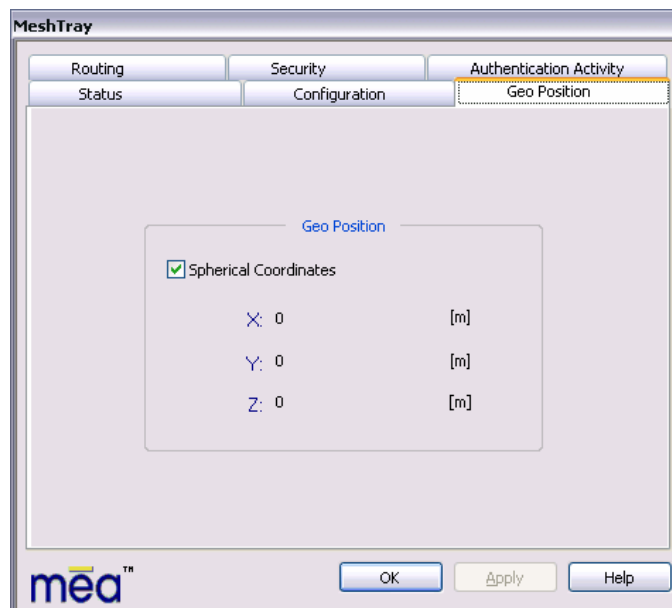 MeshTray
Routing Security Authentication Activity
Status Configuration Geo Position
Geo Position
Spherical Coordinates
X: 0 [m]
Y: 0 [m]
Z: 0 [m]
mēa™ OK Apply Help